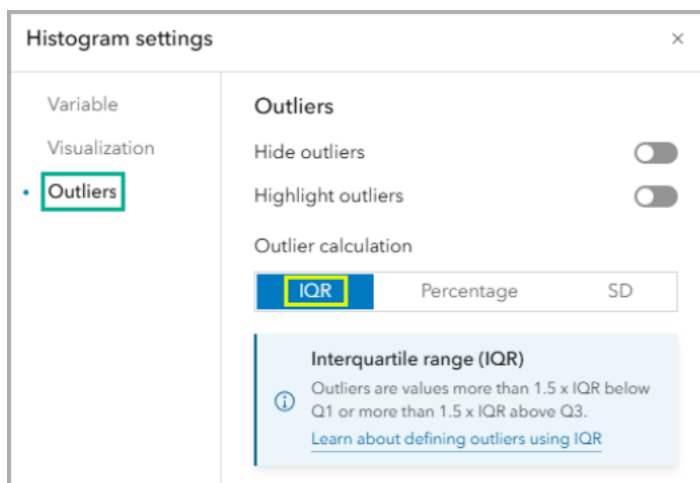 Histogram settings
Variable
Visualization
Outliers
Outliers
Hide outliers
Highlight outliers
Outlier calculation
IQR Percentage SD
Interquartile range (IQR)
Outliers are values more than 1.5 x IQR below
Q1 or more than 1.5 x IQR above Q3.
Learn about defining outliers using IQR